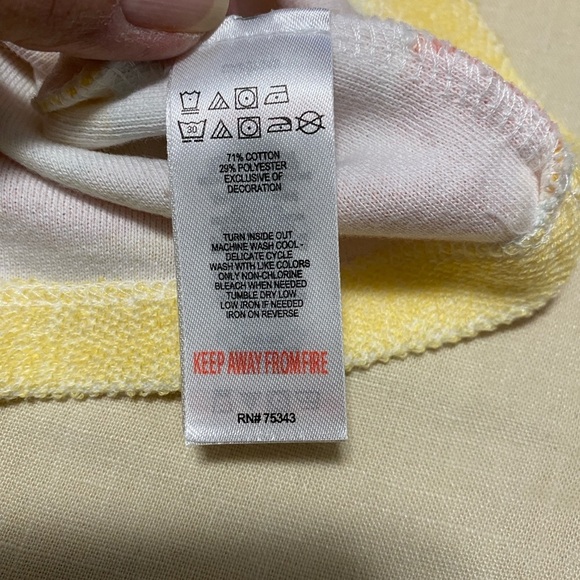 30
71% COTTON
29% POLYESTER
EXCLUSIVE OF
DECORATION
TURN INSIDE OUT
MACHINE WASH COOL-
DELICATE CYCLE
WASH WITH LIKE COLORS
ONLY NON-CHLORINE
BLEACH WHEN NEEDED
TUMBLE DRY LOW
LOW IRON IF NEEDED
IRON ON REVERSE
KEEP AWAY FROM FIRE
RN# 75343